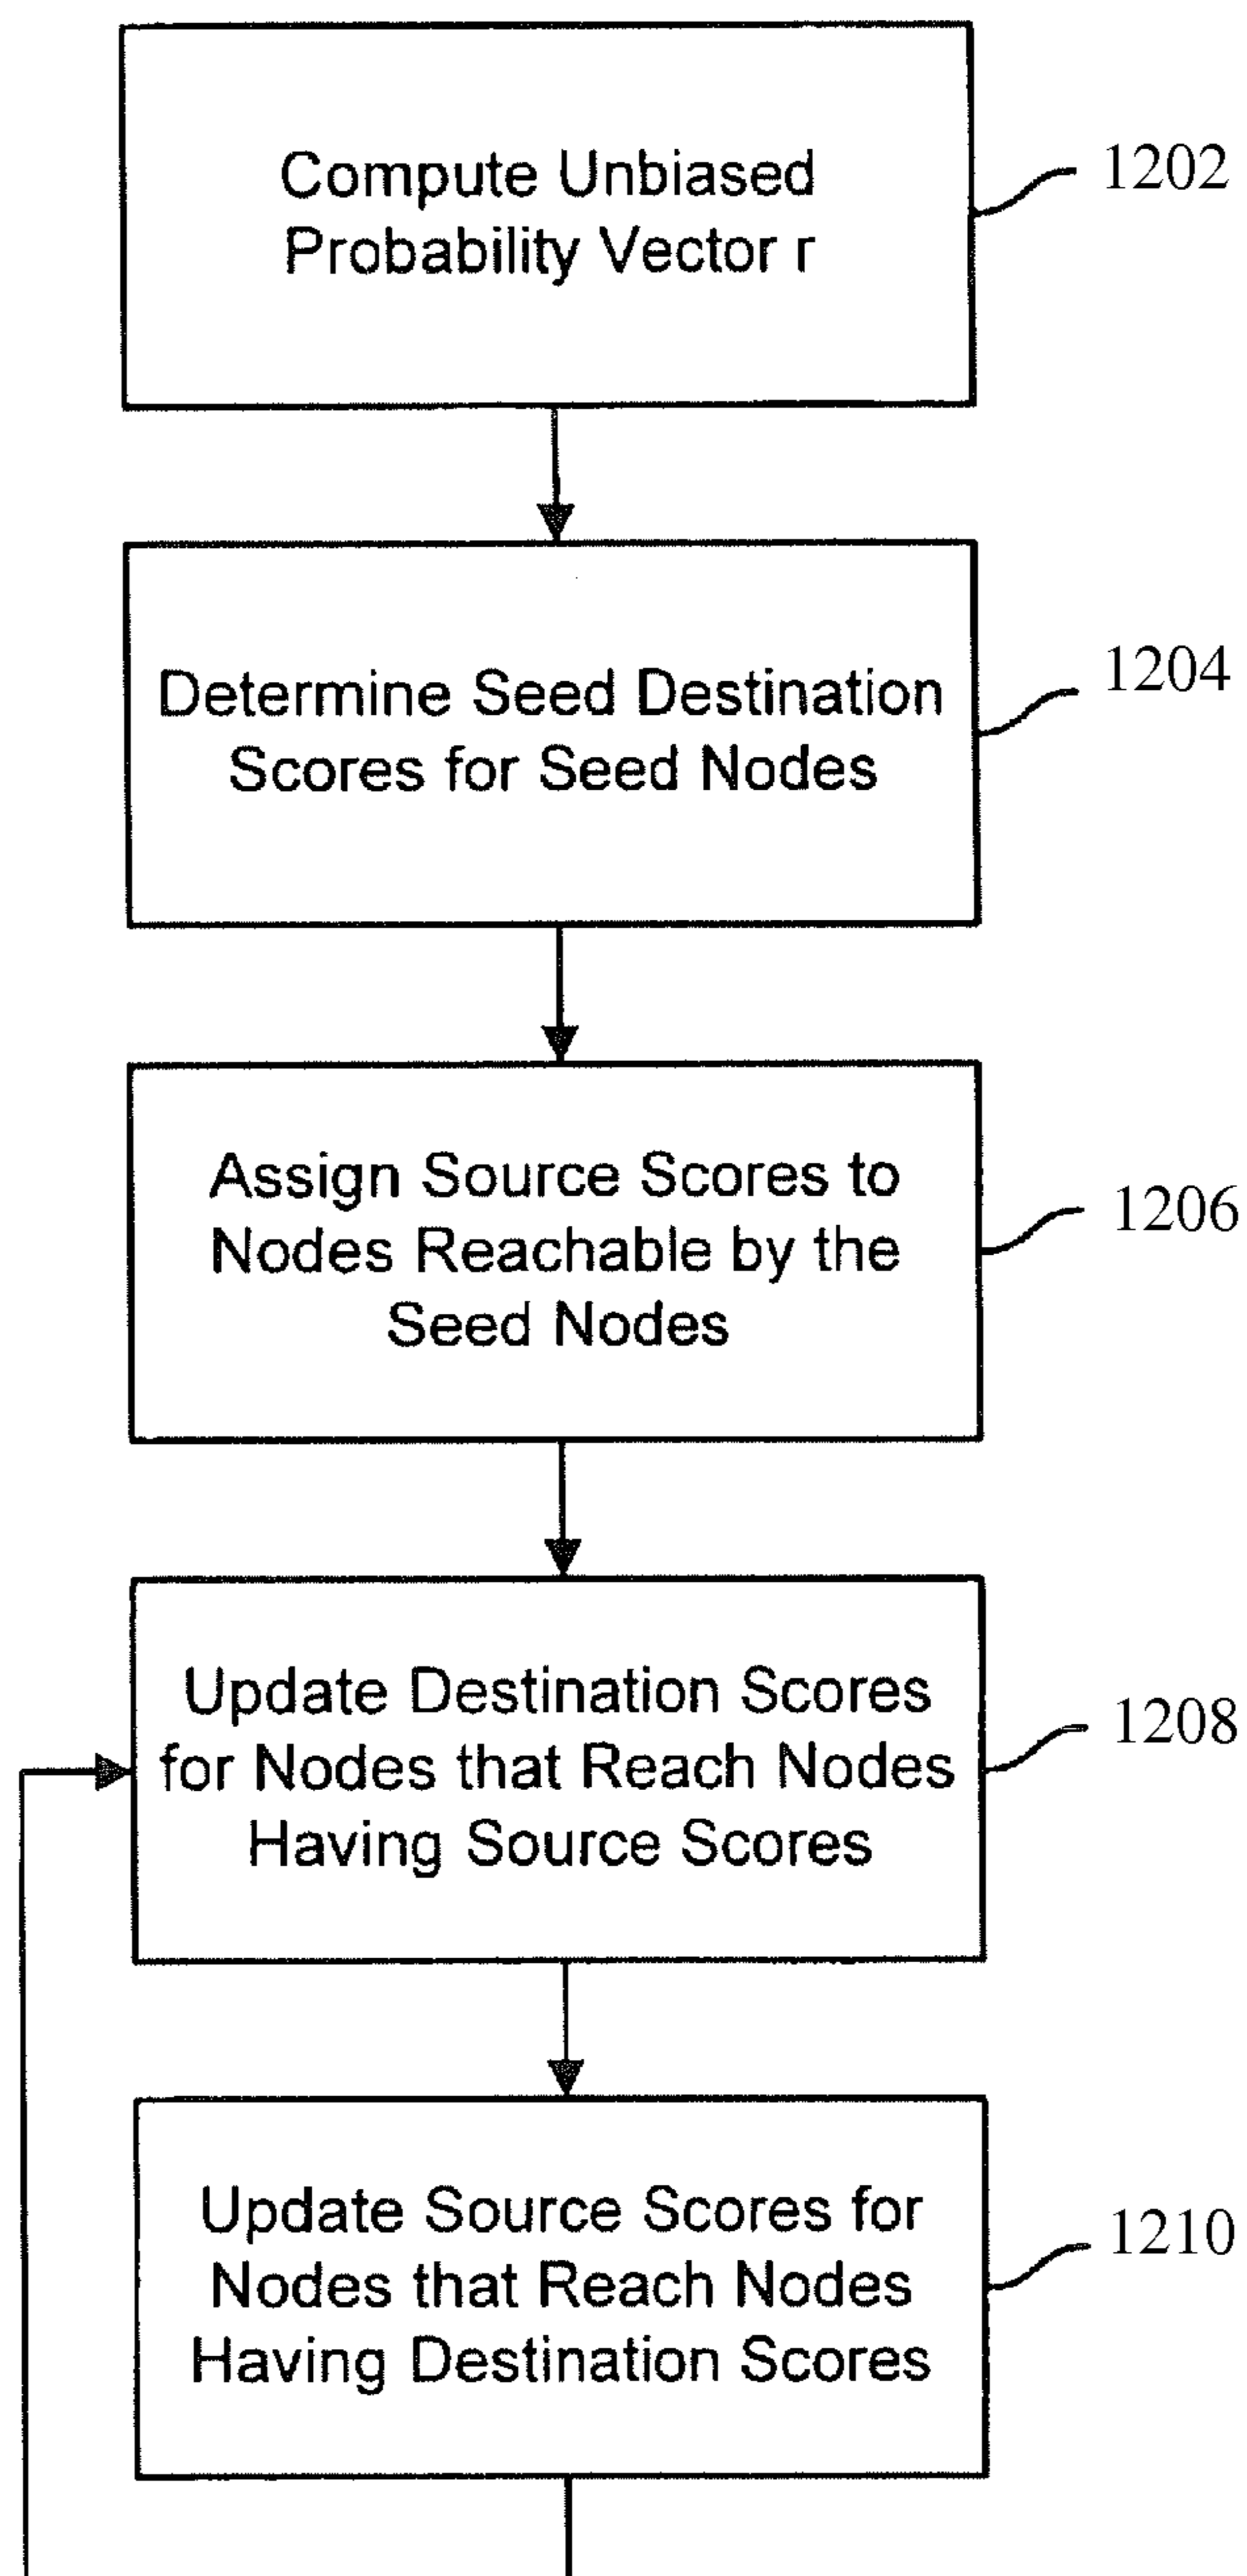 Compute Unbiased
Probability Vector r
1202
Determine Seed Destination
Scores for Seed Nodes
1204
Assign Source Scores to
Nodes Reachable by the
Seed Nodes
1206
Update Destination Scores
for Nodes that Reach Nodes
Having Source Scores
1208
Update Source Scores for
Nodes that Reach Nodes
Having Destination Scores
1210